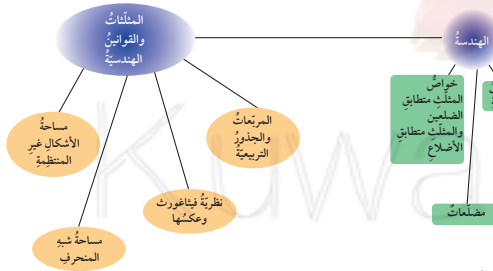 الهندسةُ
خواصُّ
المثلّثِ متطابقِ
الضلعين
والمثلّثِ متطابقِ
الأضلاعِ
مضلّعاتٌ
المثلّثاتُ
والقوانينُ
الهندسيّةُ
المربّعاتُ
والجذورُ
التربيعيّةُ
نظريّةُ فيثاغورث
وعكسُها
مساحةُ شبهِ
المنحرفِ
مساحةُ
الأشكالِ غيرِ
المنتظمةِ
Kuwa